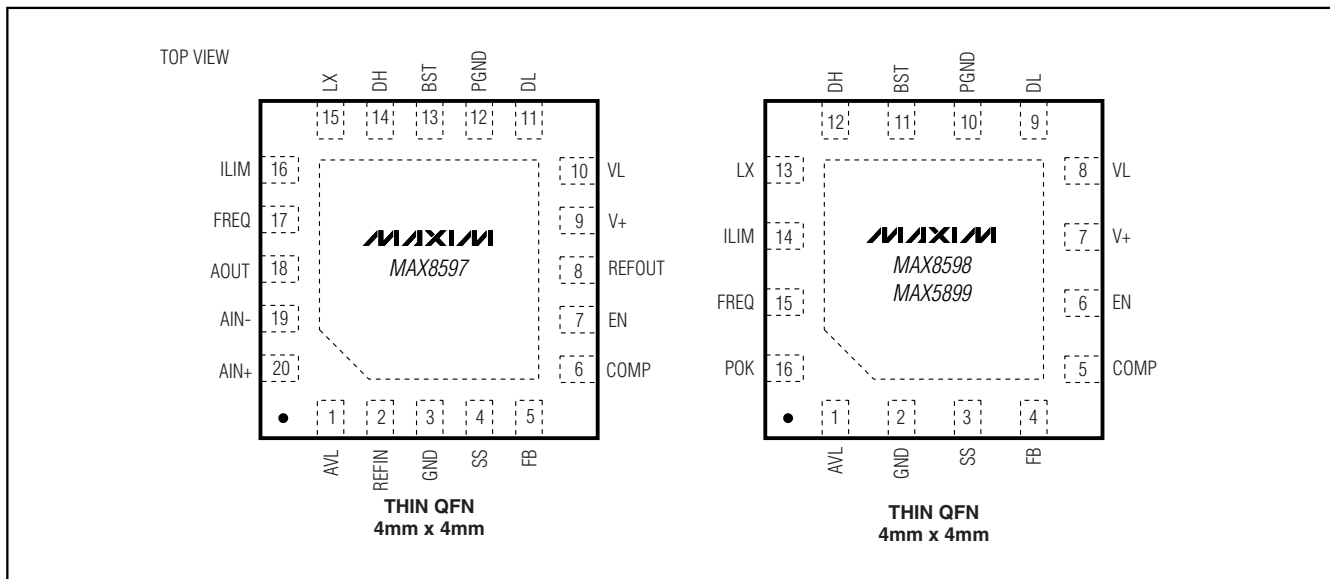 TOP VIEW
LX
DH
BST
PGND
DL
15
14
13
12
11
ILIM
16
FREQ
17
AOUT
18
AIN-
19
AIN+
20
10
VL
9
V+
8
REFOUT
7
EN
6
COMP
MAXIM
MAX8597
1
2
3
4
5
AVL
REFIN
GND
SS
FB
THIN QFN
4mm x 4mm
DH
BST
PGND
DL
12
11
10
9
LX
13
ILIM
14
FREQ
15
POK
16
8
VL
7
V+
6
EN
5
COMP
MAXIM
MAX8598
MAX5899
1
2
3
4
AVL
GND
SS
FB
THIN QFN
4mm x 4mm